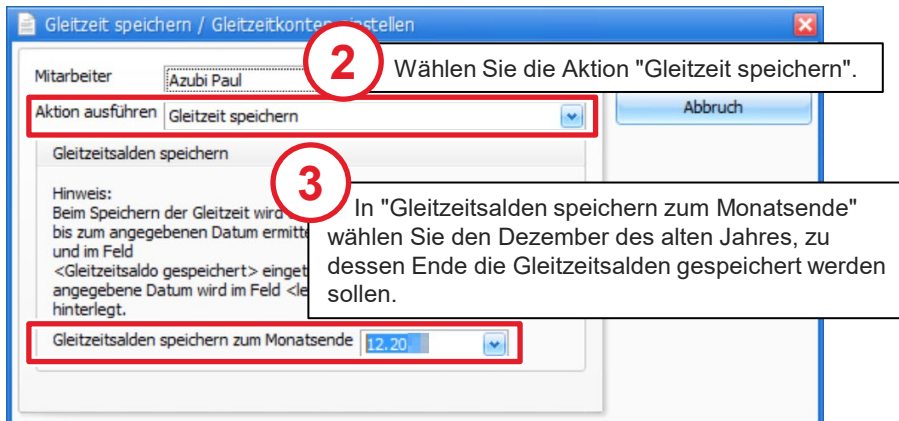 Gleitzeit speichern / Gleitzeitkonten einstellen
2
Wählen Sie die Aktion "Gleitzeit speichern".
Mitarbeiter
Azubi Paul
Aktion ausführen
Gleitzeit speichern
Abbruch
Gleitzeitsalden speichern
3
Hinweis:
Beim Speichern der Gleitzeit wird
bis zum angegebenen Datum
und im Feld
<Gleitzeitsaldo gespeichert>
angegebene Datum wird im Feld
hinterlegt.
In "Gleitzeitsalden speichern zum Monatsende"
wählen Sie den Dezember des alten Jahres, zu
dessen Ende die Gleitzeitsalden gespeichert werden
sollen.
Gleitzeitsalden speichern zum Monatsende
12.20